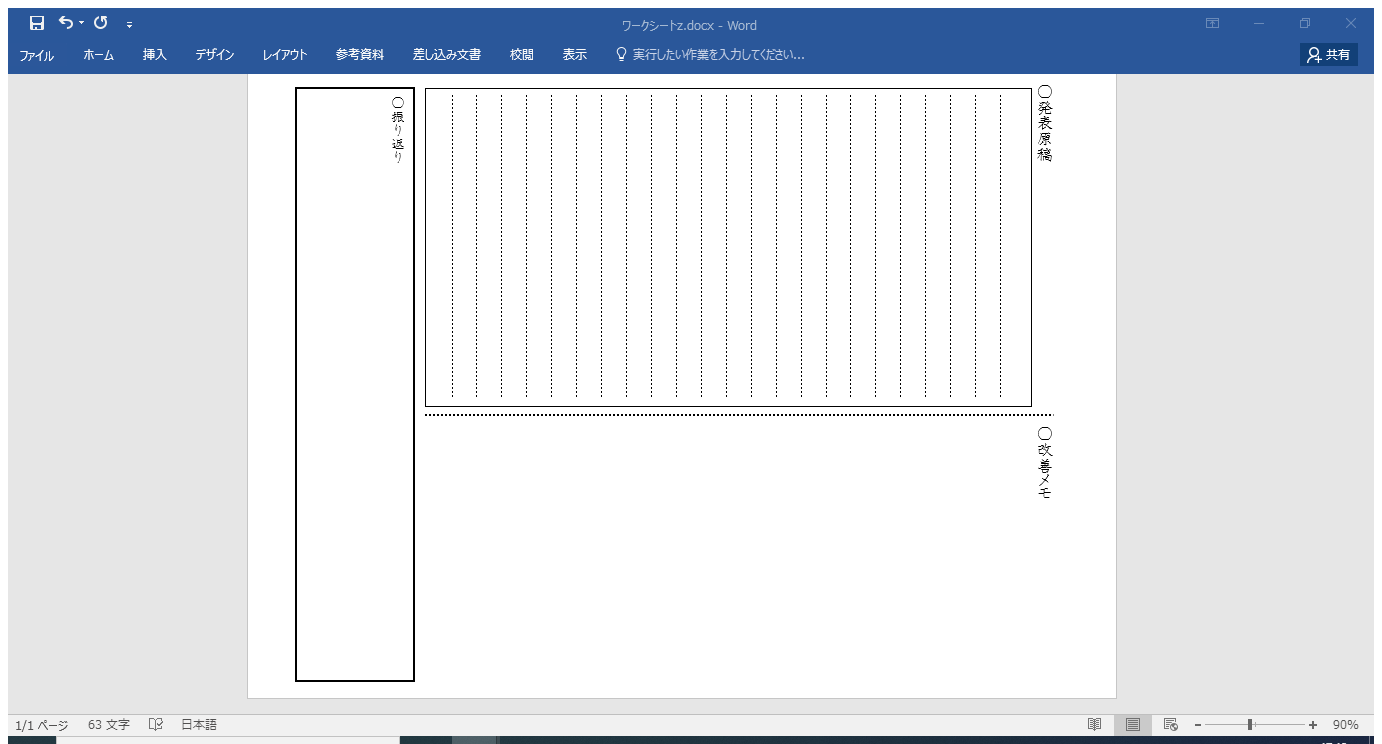 ワークシートz.docx - Word
ファイル ホーム 挿入 デザイン レイアウト 参考資料 差し込み文書 校閲 表示 実行したい作業を入力してください... 共有
〇発表原稿
〇改善メモ
〇振り返り
1/1 ページ 63 文字 日本語 90%